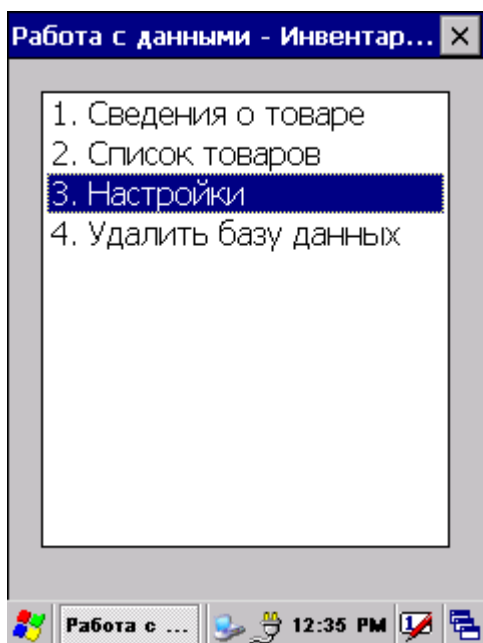 Работа с данными - Инвентар...
1. Сведения о товаре
2. Список товаров
3. Настройки
4. Удалить базу данных
Работа с ... 12:35 PM